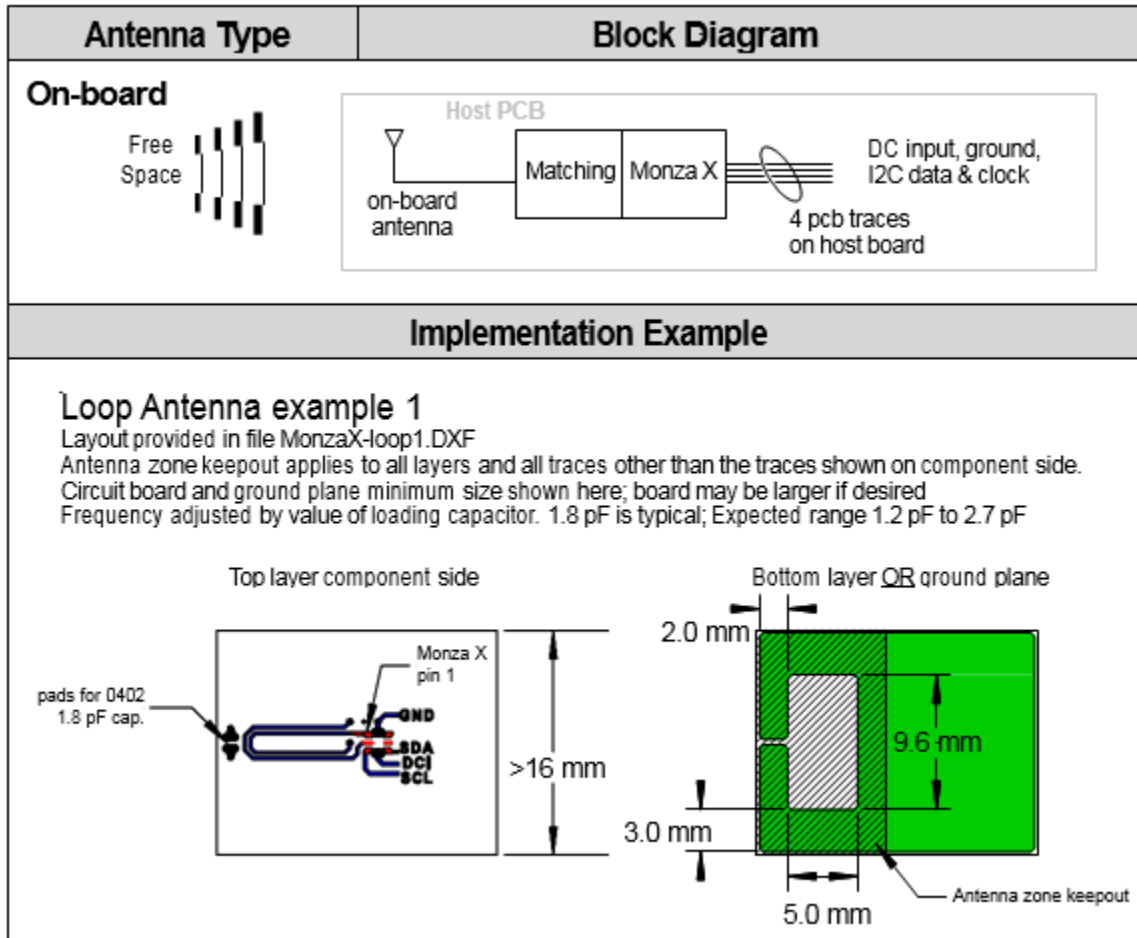 Antenna Type
Block Diagram
On-board
Free
Space
Host PCB
on-board
antenna
Matching
Monza X
DC input, ground,
I2C data & clock
4 pcb traces
on host board
Implementation Example
Loop Antenna example 1
Layout provided in file MonzaX-loop1.DXF
Antenna zone keepout applies to all layers and all traces other than the traces shown on component side.
Circuit board and ground plane minimum size shown here; board may be larger if desired
Frequency adjusted by value of loading capacitor. 1.8 pF is typical; Expected range 1.2 pF to 2.7 pF
Top layer component side
pads for 0402
1.8 pF cap.
Monza X
pin 1
GND
SDA
DCI
SCL
>16 mm
Bottom layer OR ground plane
2.0 mm
9.6 mm
3.0 mm
5.0 mm
Antenna zone keepout